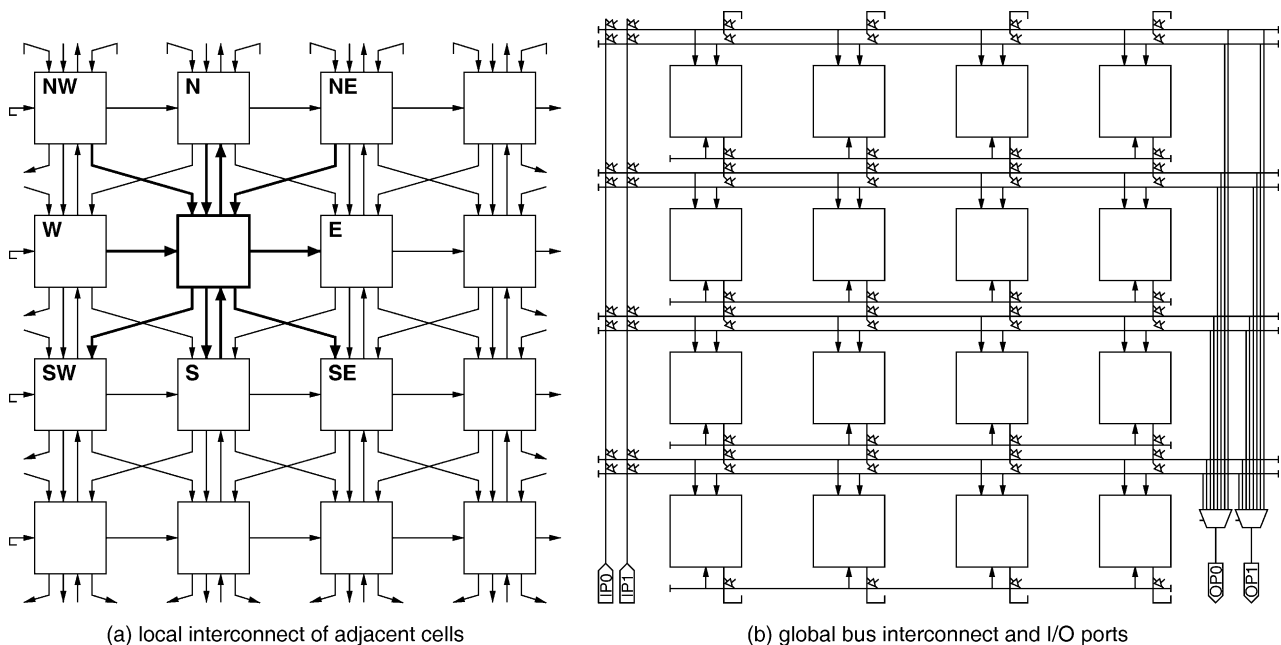 NW N NE
W E
SW S SE
IP0 IP1 OP0 OP1
(a) local interconnect of adjacent cells
(b) global bus interconnect and I/O ports